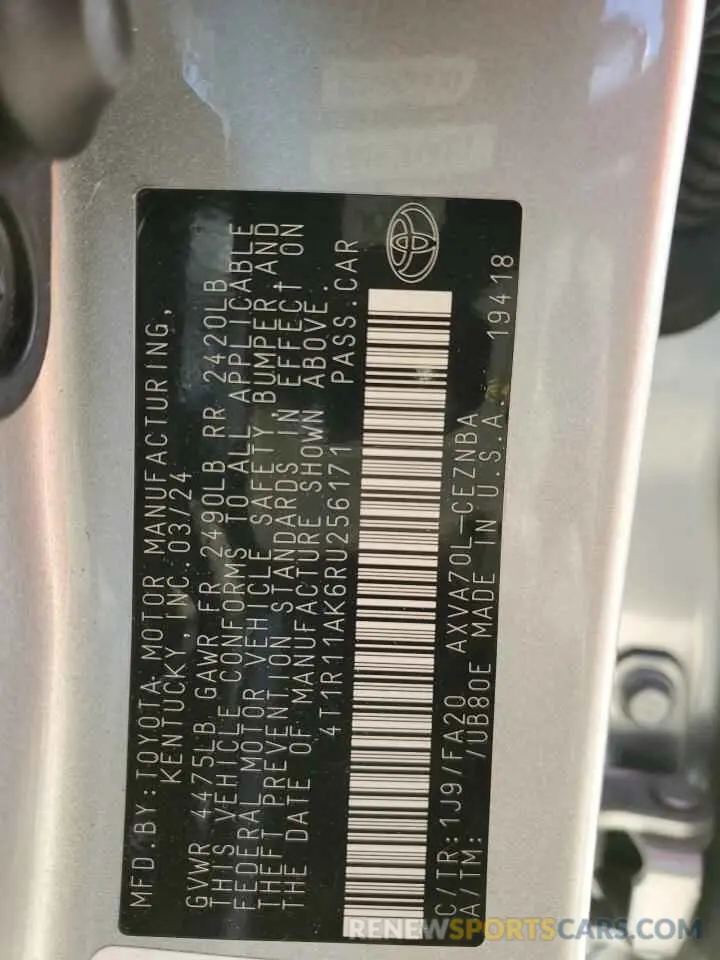 MFD.BY:TOYOTA MOTOR MANUFACTURING,
KENTUCKY,INC.03/24
GVWR 4475LB GAWR FR 2490LB RR 2420LB
THIS VEHICLE CONFORMS TO ALL APPLICABLE
FEDERAL MOTOR VEHICLE SAFETY,BUMPER,AND
THEFT PREVENTION STANDARDS IN EFFECT ON
THE DATE OF MANUFACTURE SHOWN ABOVE.
4T1R11AK6RU256171 PASS.CAR
C/TR:1J9/FA20 AXVA70L-CEZNBA
A/TM: /UB80E MADE IN U.S.A. 19418
RENEWSPORTSCARS.COM